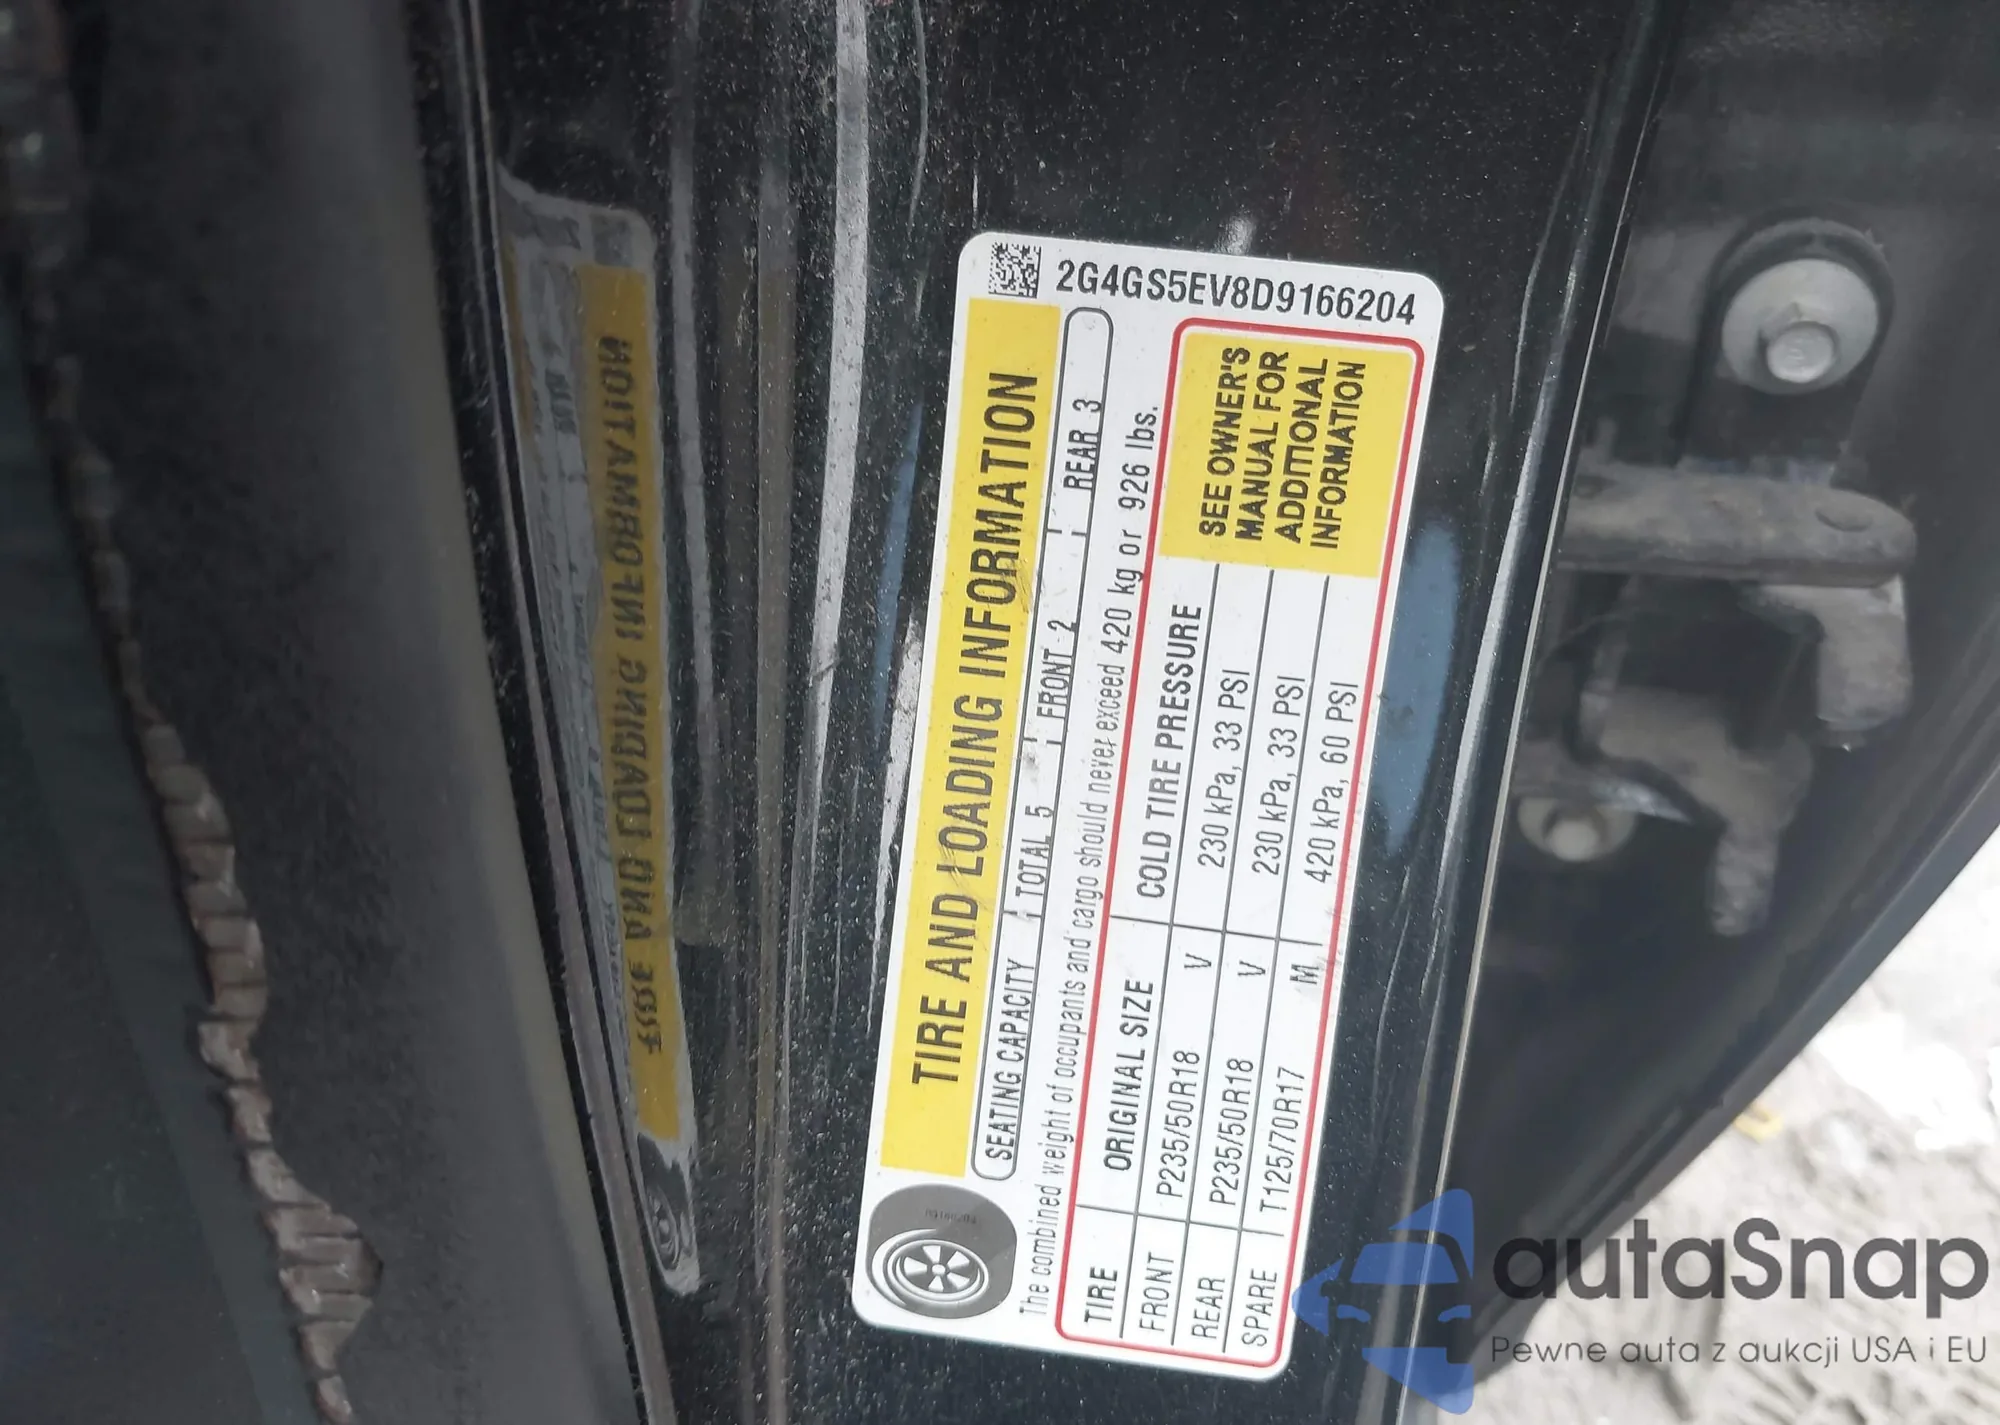 2G4GS5EV8D9166204
TIRE AND LOADING INFORMATION
SEATING CAPACITY TOTAL 5 FRONT 2 REAR 3
The combined weight of occupants and cargo should never exceed 420 kg or 926 lbs.
TIRE ORIGINAL SIZE COLD TIRE PRESSURE
FRONT P235/50R18 V 230 kPa, 33 PSI
REAR P235/50R18 V 230 kPa, 33 PSI
SPARE T125/70R17 M 420 kPa, 60 PSI
SEE OWNER'S
MANUAL FOR
ADDITIONAL
INFORMATION
autaSnap
Pewne auta z aukcji USA i EU